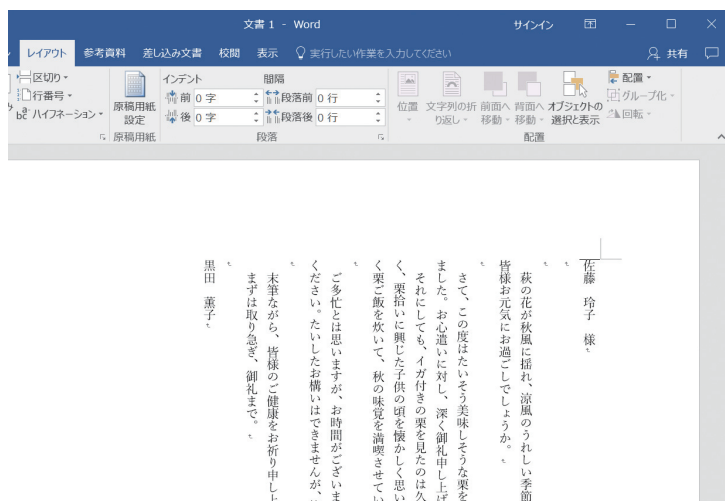 文書 1 - Word
サインイン
レイアウト 参考資料 差し込み文書 校閲 表示 実行したい作業を入力してください 共有
区切り
行番号
ハイフネーション
原稿用紙
設定
原稿用紙
インデント
前 0 字
後 0 字
間隔
段落前 0 行
段落後 0 行
段落
位置
文字列の折
り返し
前面へ
移動
背面へ
移動
オブジェクトの
選択と表示
配置
グループ化
回転
配置
佐藤 玲子 様
萩の花が秋風に揺れ、涼風のうれしい季節
皆様お元気にお過ごしでしょうか。
さて、この度はたいそう美味しそうな栗を
ました。お心遣いに対し、深く御礼申し上げ
それにしても、イガ付きの栗を見たのは久
く、栗拾いに興じた子供の頃を懐かしく思い
く栗ご飯を炊いて、秋の味覚を満喫させてい
ご多忙とは思いますが、お時間がございま
ください。たいしたお構いはできませんが、
末筆ながら、皆様のご健康をお祈り申し上
まずは取り急ぎ、御礼まで。
黒田 薫子